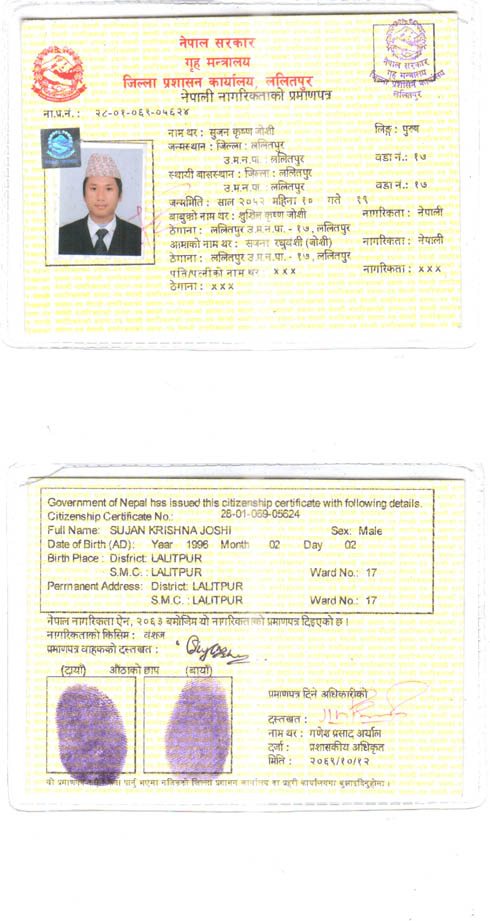 नेपाल सरकार
गृह मन्त्रालय
जिल्ला प्रशासन कार्यालय, ललितपुर
नेपाली नागरिकताको प्रमाणपत्र
नेपाल सरकार
गृह मन्त्रालय
जिल्ला प्रशासन कार्यालय
ललितपुर
ना.प्र.नं. : २८-०१-०६९-०५६२४
नाम थर : सुजन कृष्ण जोशी लिङ्ग : पुरुष
जन्मस्थान : जिल्ला : ललितपुर
उ.म.न.पा. : ललितपुर वडा नं.: १७
स्थायी बासस्थान : जिल्ला : ललितपुर
उ.म.न.पा. : ललितपुर वडा नं.: १७
जन्ममिति : साल २०५२ महिना १० गते १९
बाबुको नाम थर : कृष्ण जोशी नागरिकता : नेपाली
ठेगाना : ललितपुर उ.म.न.पा. - १७, ललितपुर
आमाको नाम थर : सजना रघुवंशी (जोशी) नागरिकता : नेपाली
ठेगाना : ललितपुर उ.म.न.पा. - १७, ललितपुर
पति/पत्नीको नाम थर xxx नागरिकता : xxx
ठेगाना : xxx
Government of Nepal has issued this citizenship certificate with following details.
Citizenship Certificate No.: 28-01-069-05624
Full Name: SUJAN KRISHNA JOSHI Sex: Male
Date of Birth (AD): Year 1996 Month 02 Day 02
Birth Place : District: LALITPUR
S.M.C. : LALITPUR Ward No.: 17
Permanent Address: District: LALITPUR
S.M.C. : LALITPUR Ward No.: 17
नेपाल नागरिकता ऐन, २०६३ बमोजिम यो नागरिकताको प्रमाणपत्र दिइएको छ।
नागरिकताको किसिम : वंशज
प्रमाणपत्र वाहकको दस्तखत :
(दायाँ) औंठाको छाप (बायाँ)
प्रमाणपत्र दिने अधिकारीको
दस्तखत :
नाम थर : गणेश प्रसाद अर्याल
दर्जा : प्रशासकीय अधिकृत
मिति : २०६९/१०/१२
यो प्रमाणपत्र पाउनु भएमा नजिकको जिल्ला प्रशासन कार्यालय वा प्रहरी कार्यालयमा बुझाइदिनुहोला।